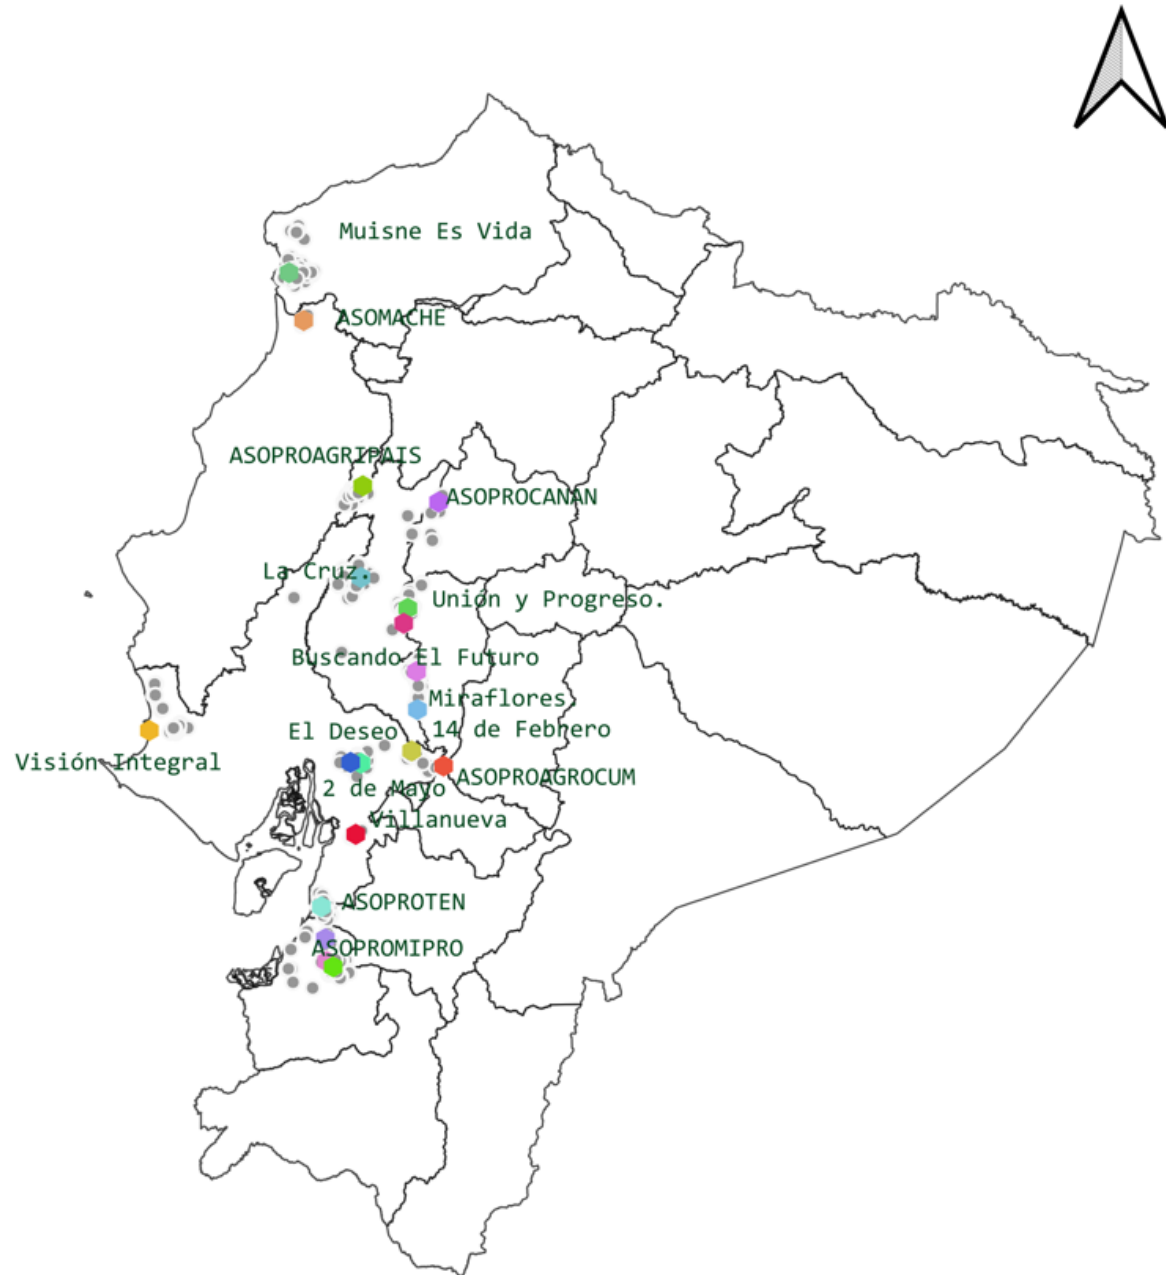 Muisne Es Vida
ASOMACHE
ASOPROAGRIPAIS
ASOPROCANAN
La Cruz.
Unión y Progreso.
Buscando El Futuro
Miraflores.
El Deseo
14 de Febrero
Visión Integral
ASOPROAGROCUM
2 de Mayo
Villanueva
ASOPROTEN
ASOPROMIPRO